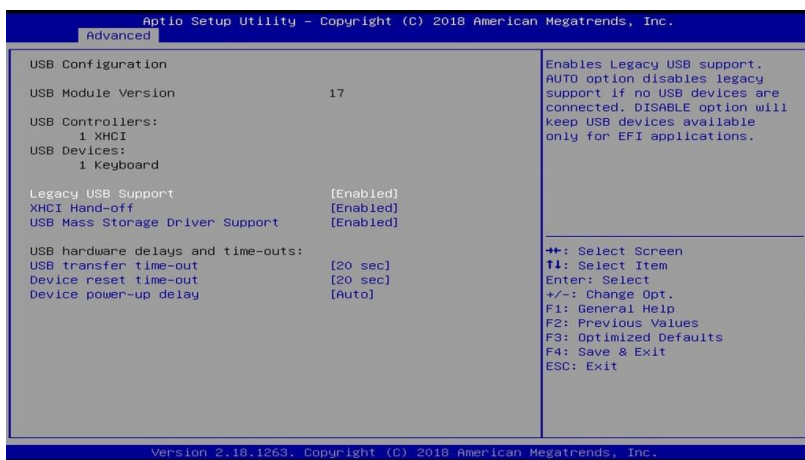 Aptio Setup Utility – Copyright (C) 2018 American Megatrends, Inc.
Advanced
USB Configuration
USB Module Version 17
USB Controllers:
1 XHCI
USB Devices:
1 Keyboard
Legacy USB Support [Enabled]
XHCI Hand-off [Enabled]
USB Mass Storage Driver Support [Enabled]
USB hardware delays and time-outs:
USB transfer time-out [20 sec]
Device reset time-out [20 sec]
Device power-up delay [Auto]
Enables Legacy USB support.
AUTO option disables legacy
support if no USB devices are
connected. DISABLE option will
keep USB devices available
only for EFI applications.
→←: Select Screen
↑↓: Select Item
Enter: Select
+/-: Change Opt.
F1: General Help
F2: Previous Values
F3: Optimized Defaults
F4: Save & Exit
ESC: Exit
Version 2.18.1263. Copyright (C) 2018 American Megatrends, Inc.